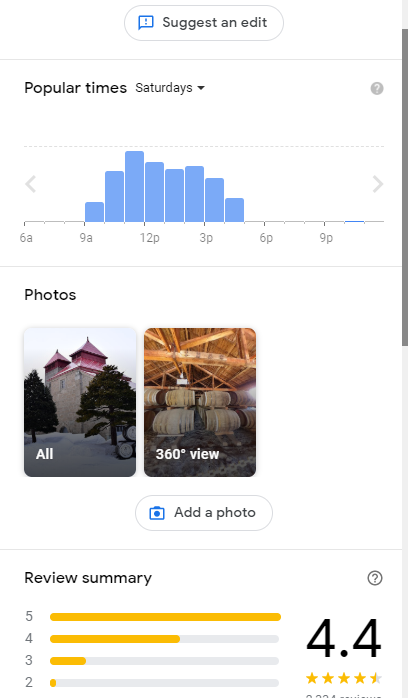 Suggest an edit
Popular times Saturdays
6a 9a 12p 3p 6p 9p
Photos
All
360° view
Add a photo
Review summary
5
4
3
2
4.4
reviews